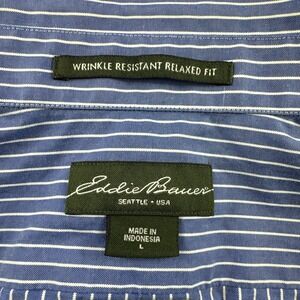 WRINKLE RESISTANT RELAXED FIT
Eddie Bauer
SEATTLE • USA
MADE IN
INDONESIA
L